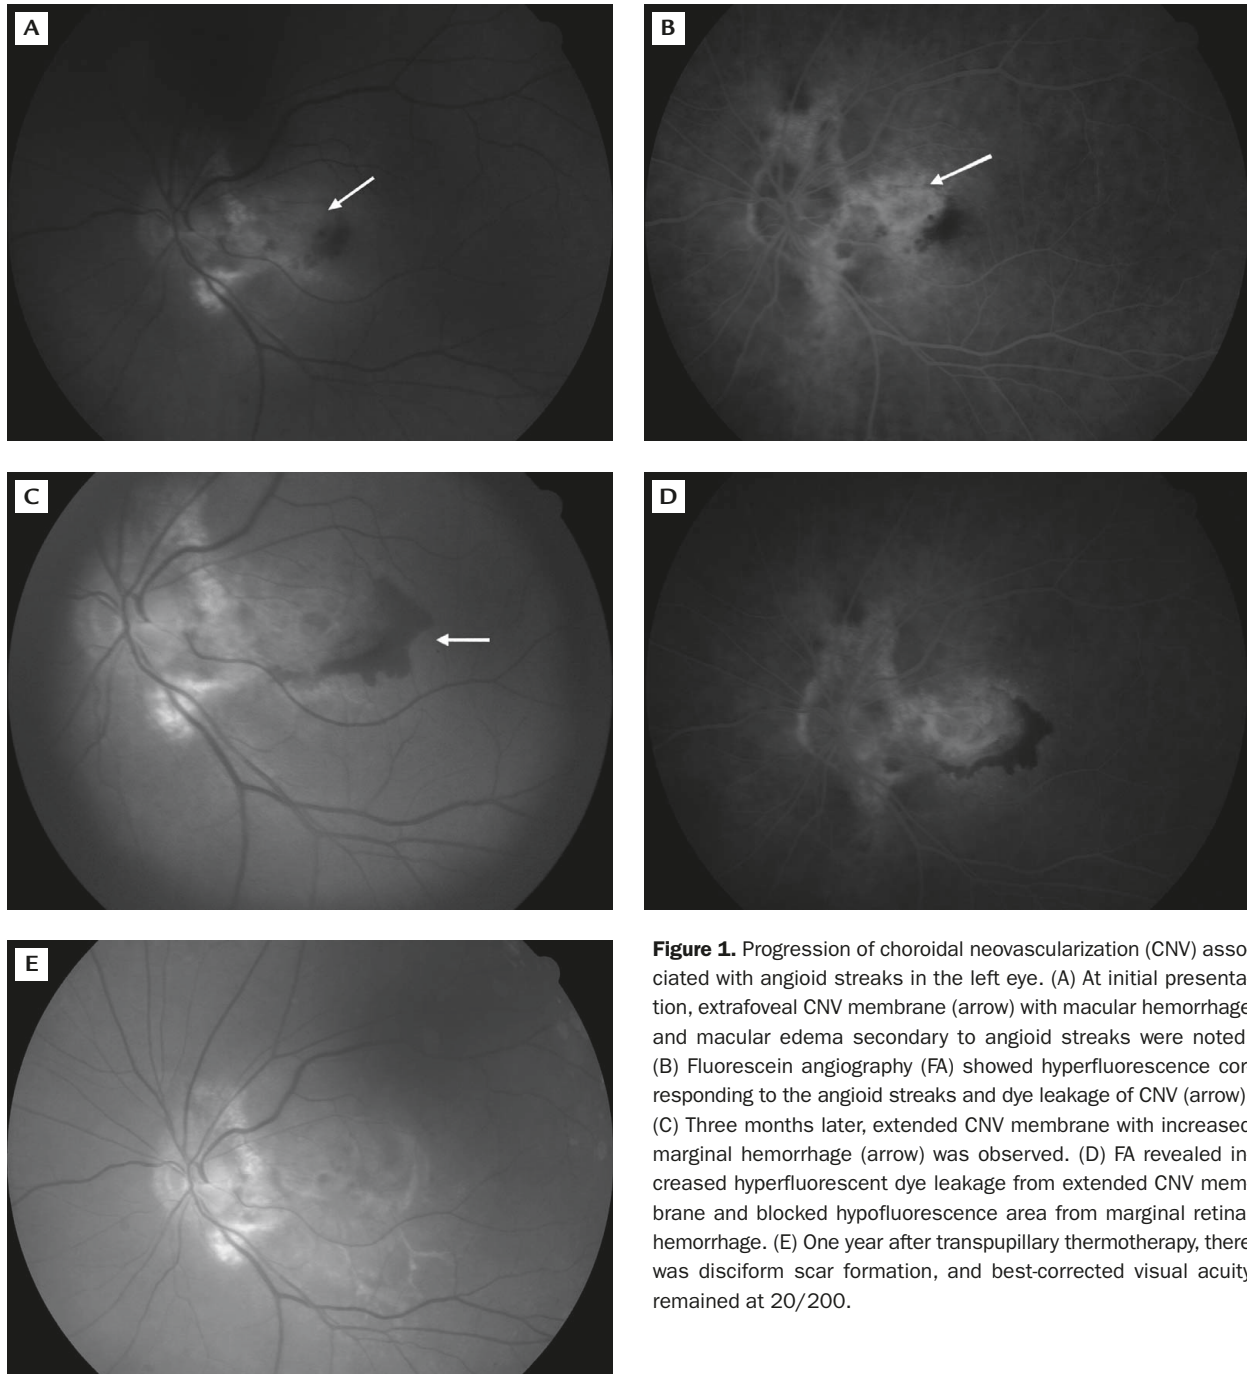 A
B
C
D
E
Figure 1. Progression of choroidal neovascularization (CNV) asso
ciated with angioid streaks in the left eye. (A) At initial presenta
tion, extrafoveal CNV membrane (arrow) with macular hemorrhage
and macular edema secondary to angioid streaks were noted
(B) Fluorescein angiography (FA) showed hyperfluorescence cor
responding to the angioid streaks and dye leakage of CNV (arrow)
(C) Three months later, extended CNV membrane with increased
marginal hemorrhage (arrow) was observed. (D) FA revealed in
creased hyperfluorescent dye leakage from extended CNV mem
brane and blocked hypofluorescence area from marginal retina
hemorrhage. (E) One year after transpupillary thermotherapy, there
was disciform scar formation, and best-corrected visual acuity
remained at 20/200.